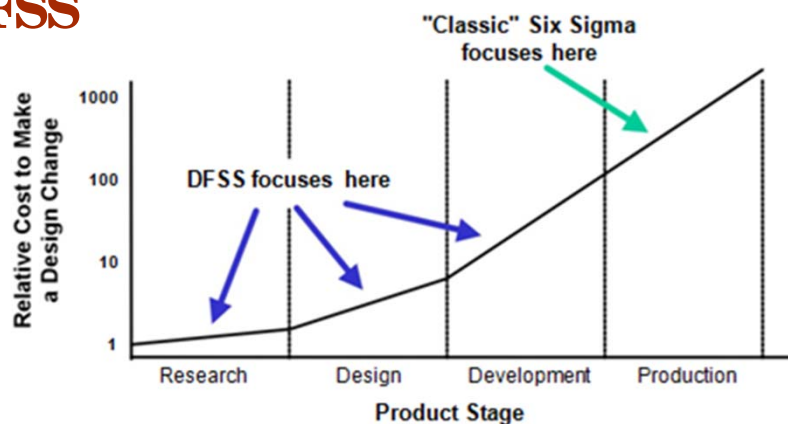 "Classic" Six Sigma
focuses here
Relative Cost to Make
a Design Change
1000
100
10
1
DFSS focuses here
Research
Design
Development
Production
Product Stage